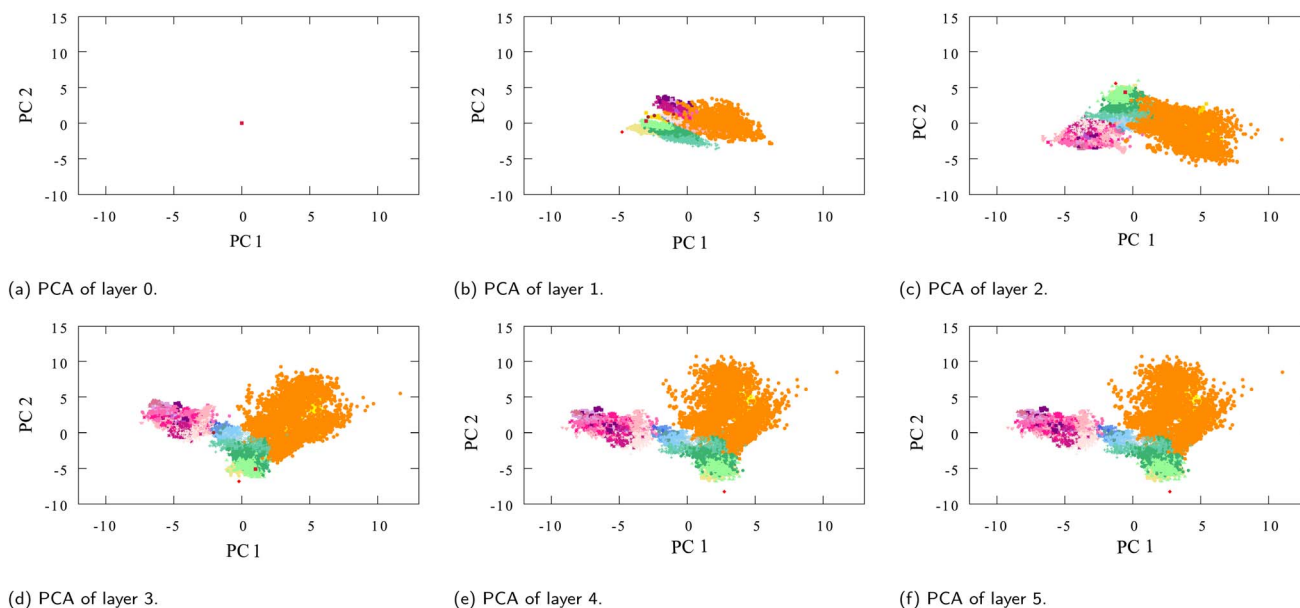 15
10
5
0
-5
-10
PC 2
-10 -5 0 5 10
PC 1
(a) PCA of layer 0.
15
10
5
0
-5
-10
PC 2
-10 -5 0 5 10
PC 1
(b) PCA of layer 1.
15
10
5
0
-5
-10
PC 2
-10 -5 0 5 10
PC 1
(c) PCA of layer 2.
15
10
5
0
-5
-10
PC 2
-10 -5 0 5 10
PC 1
(d) PCA of layer 3.
15
10
5
0
-5
-10
PC 2
-10 -5 0 5 10
PC 1
(e) PCA of layer 4.
15
10
5
0
-5
-10
PC 2
-10 -5 0 5 10
PC 1
(f) PCA of layer 5.